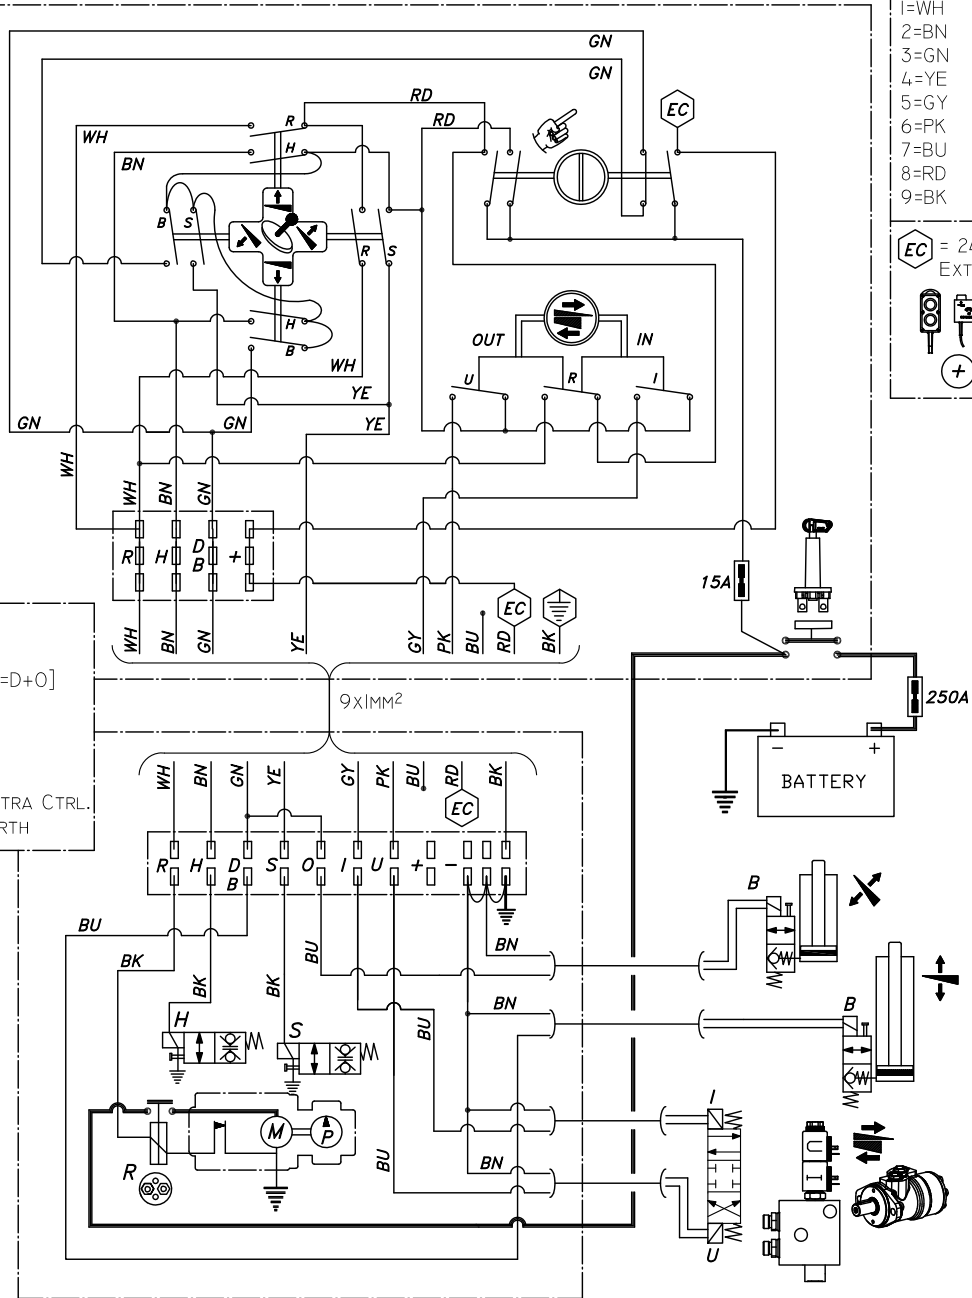 1=WH
2=BN
3=GN
4=YE
5=GY
6=PK
7=BU
8=RD
9=BK
EC = 24
EXT
+
GN
GN
RD
RD
EC
WH
R
BN
H
B
S
R
S
H
B
WH
YE
YE
GN
GN
OUT
IN
U
R
I
WH
WH
BN
GN
R
H
D
B
+
EC
15A
WH
BN
GN
YE
GY
PK
BU
RD
BK
=D+O]
9x1MM²
250A
-
+
BATTERY
TRA CTRL.
RTH
WH
BN
GN
YE
GY
PK
BU
RD
BK
EC
R
H
D
B
S
O
I
U
+
-
BU
BK
BK
BK
BU
BN
BN
BU
BU
BN
H
S
M
P
R
B
B
I
U